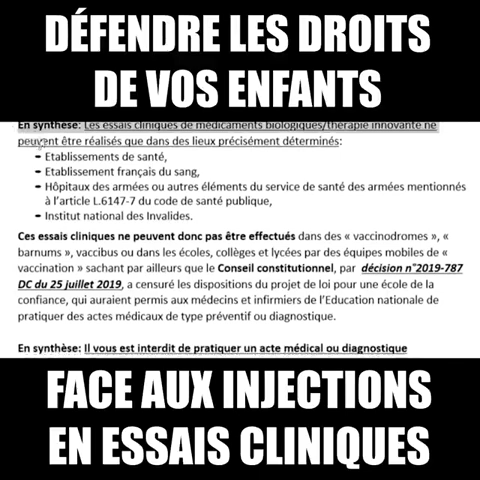 DÉFENDRE LES DROITS
DE VOS ENFANTS
En synthèse: Les essais cliniques de médicaments biologiques/thérapie innovante ne
peuvent être réalisés que dans des lieux précisément déterminés:
- Etablissements de santé,
- Etablissement français du sang,
- Hôpitaux des armées ou autres éléments du service de santé des armées mentionnés
à l'article L.6147-7 du code de santé publique,
- Institut national des Invalides.
Ces essais cliniques ne peuvent donc pas être effectués dans des « vaccinodromes », «
barnums », vaccibus ou dans les écoles, collèges et lycées par des équipes mobiles de «
vaccination » sachant par ailleurs que le Conseil constitutionnel, par décision n°2019-787
DC du 25 juillet 2019, a censuré les dispositions du projet de loi pour une école de la
confiance, qui auraient permis aux médecins et infirmiers de l'Education nationale de
pratiquer des actes médicaux de type préventif ou diagnostique.
En synthèse: Il vous est interdit de pratiquer un acte médical ou diagnostique
FACE AUX INJECTIONS
EN ESSAIS CLINIQUES